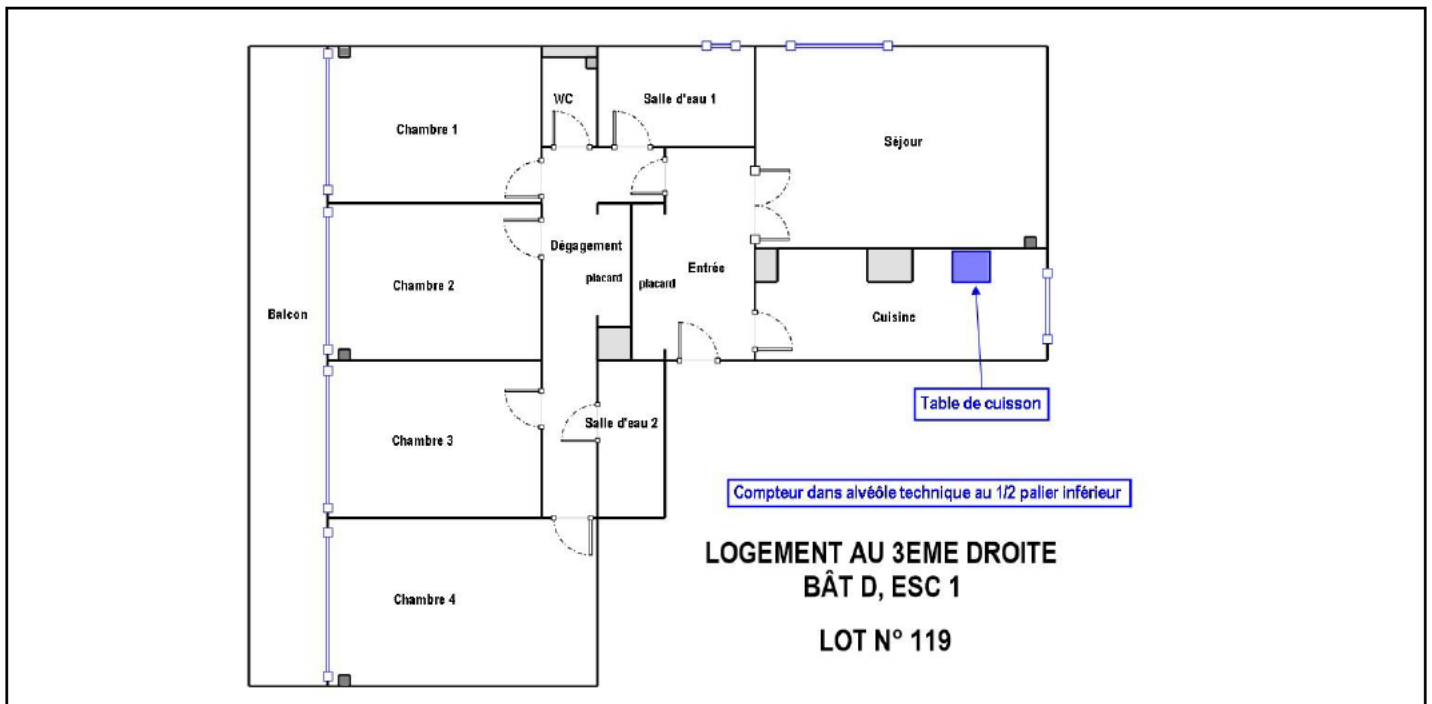 WC
Salle d'eau 1
Chambre 1
Séjour
Dégagement
placard
placard
Entrée
Chambre 2
Balcon
Cuisine
Table de cuisson
Salle d'eau 2
Chambre 3
Compteur dans alvéôle technique au 1/2 palier inférieur
LOGEMENT AU 3EME DROITE
BÂT D, ESC 1
Chambre 4
LOT N° 119